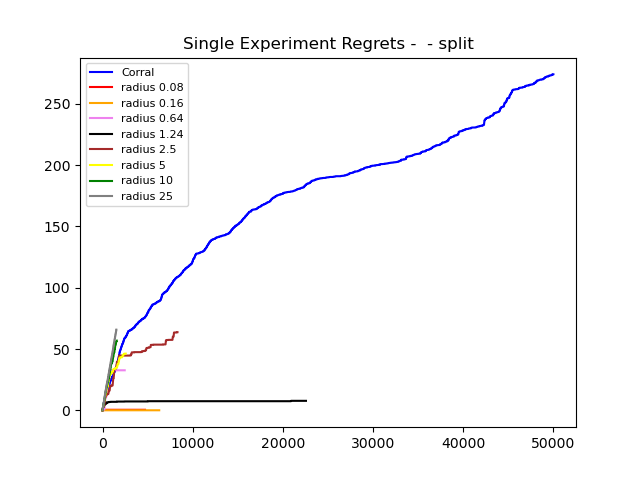 Single Experiment Regrets -  - split
Corral
radius 0.08
radius 0.16
radius 0.64
radius 1.24
radius 2.5
radius 5
radius 10
radius 25
250
200
150
100
50
0
0 10000 20000 30000 40000 50000